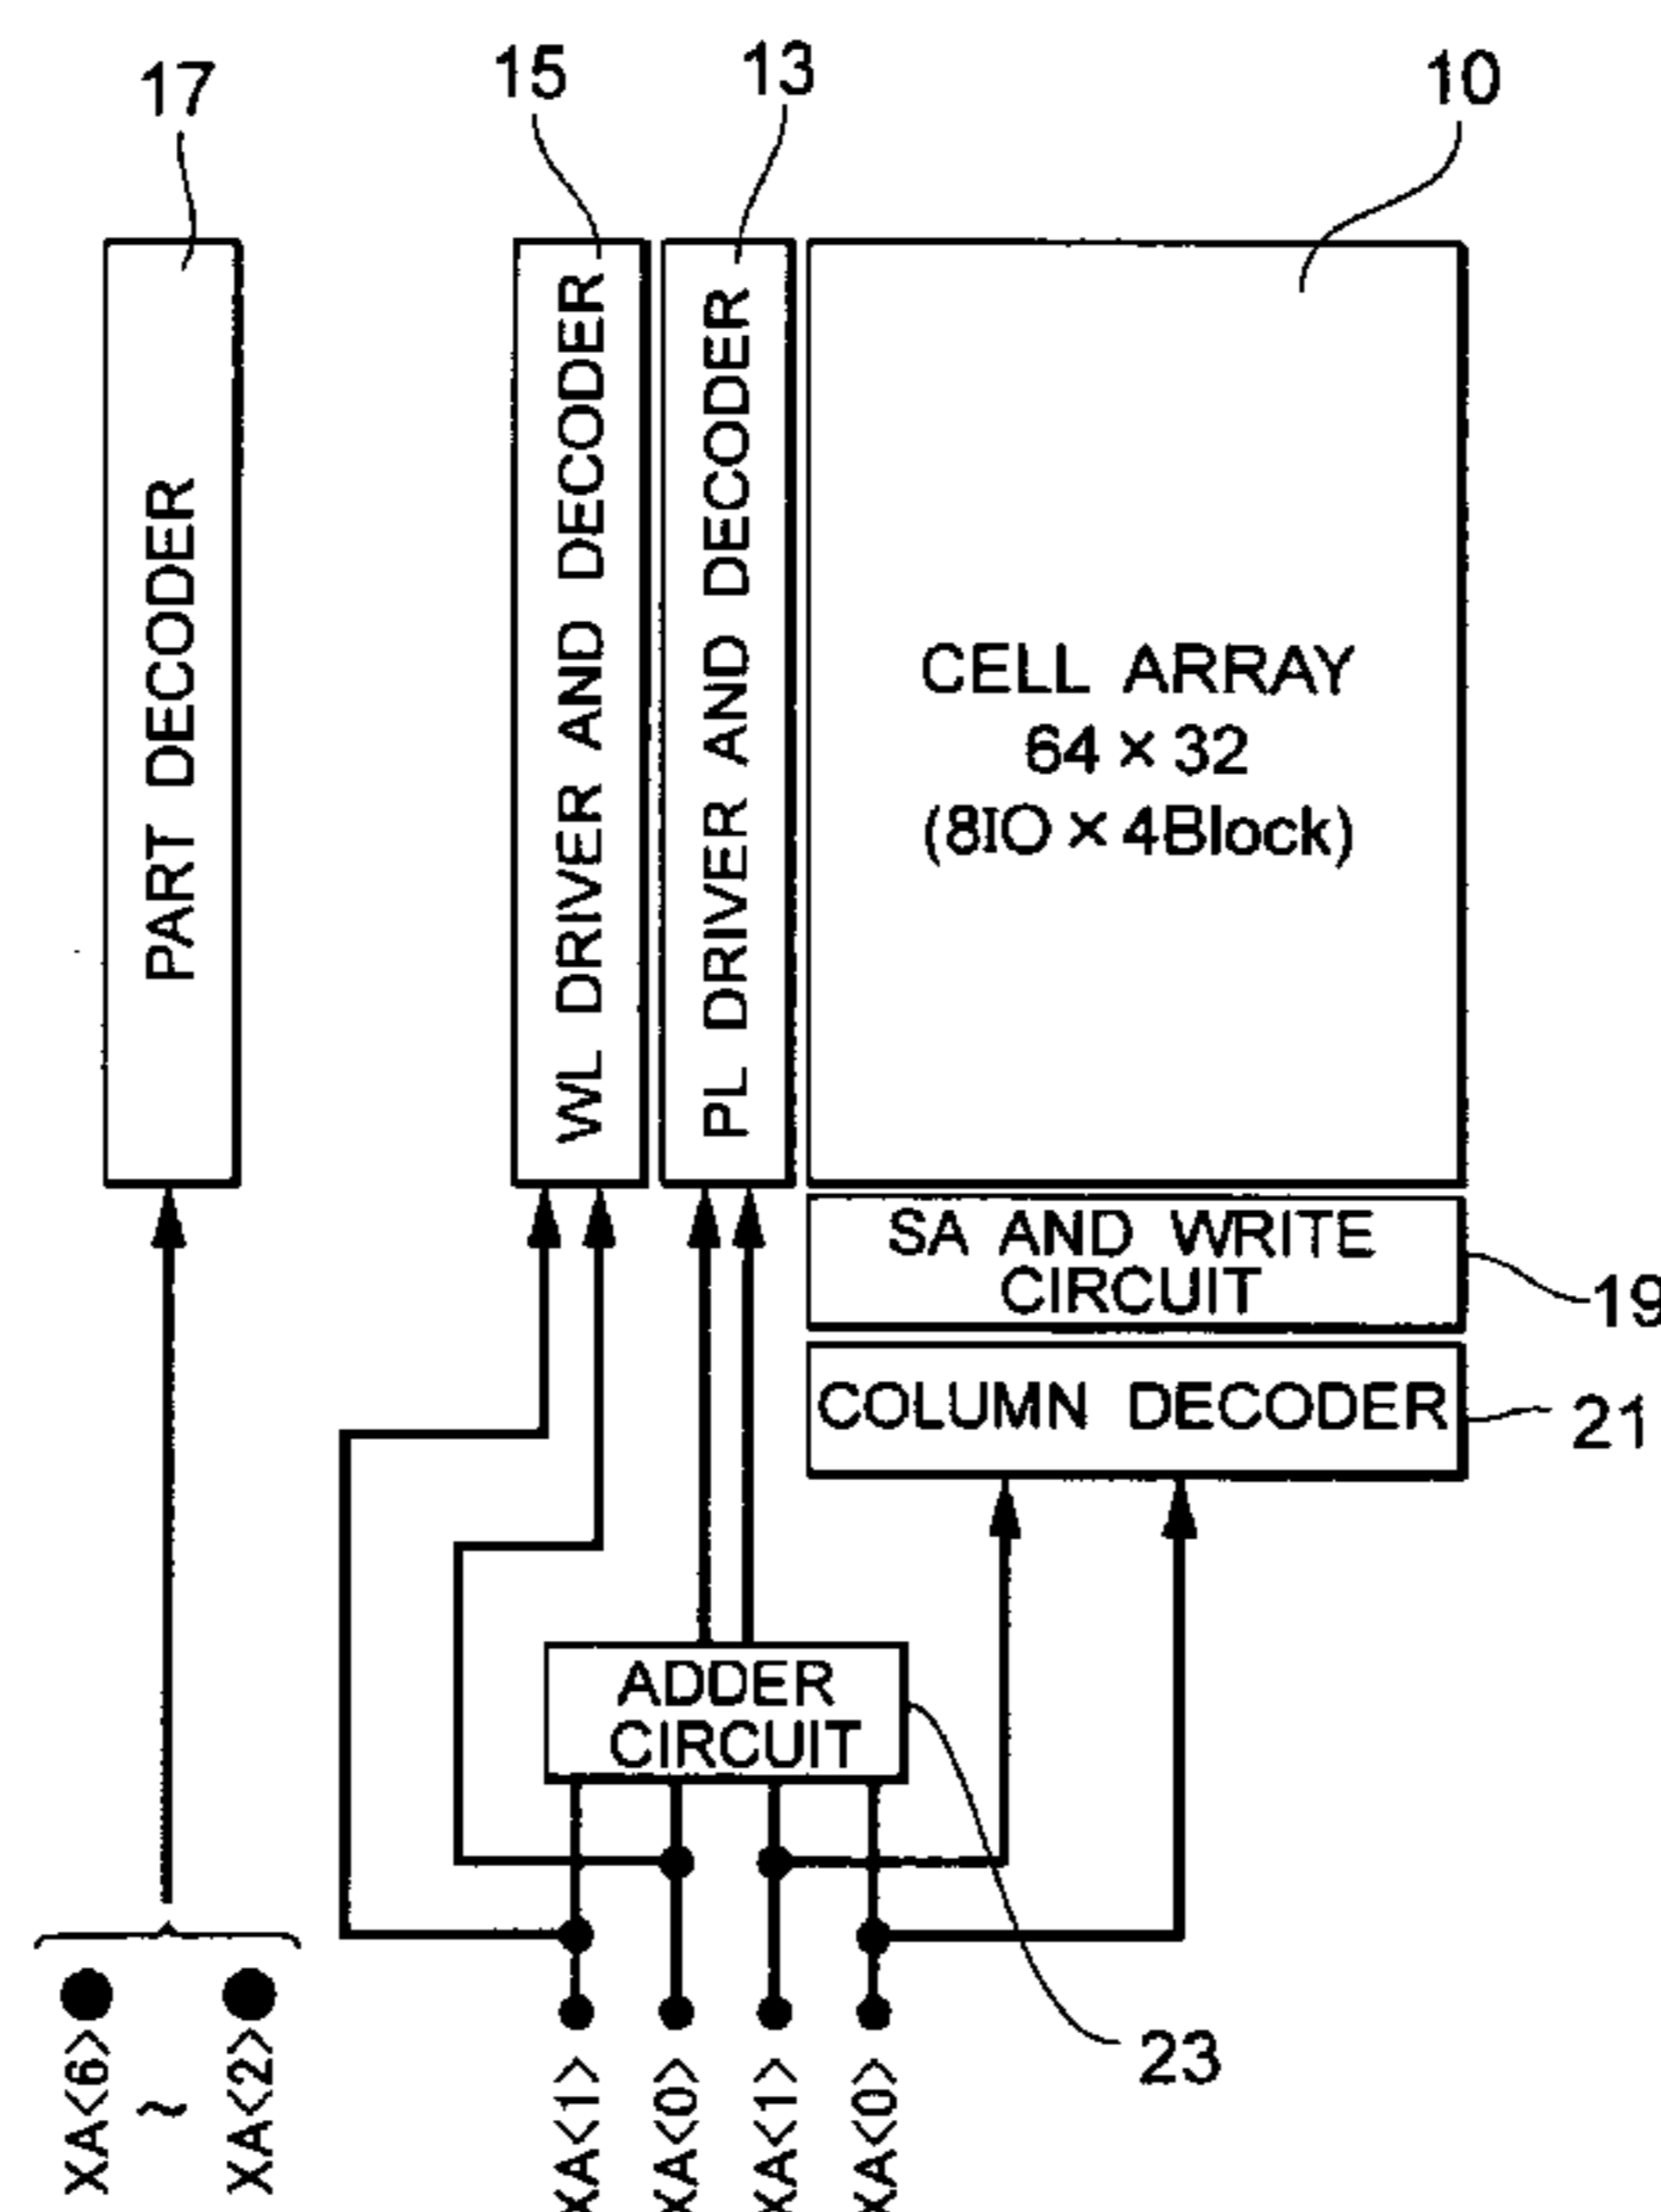 17
15
13
10
PART DECODER
WL DRIVER AND DECODER
PL DRIVER AND DECODER
CELL ARRAY
64 × 32
(8IO × 4Block)
SA AND WRITE
CIRCUIT
19
COLUMN DECODER
21
ADDER
CIRCUIT
23
XA<6>
~
XA<2>
XA<1>
XA<0>
XA<1>
XA<0>